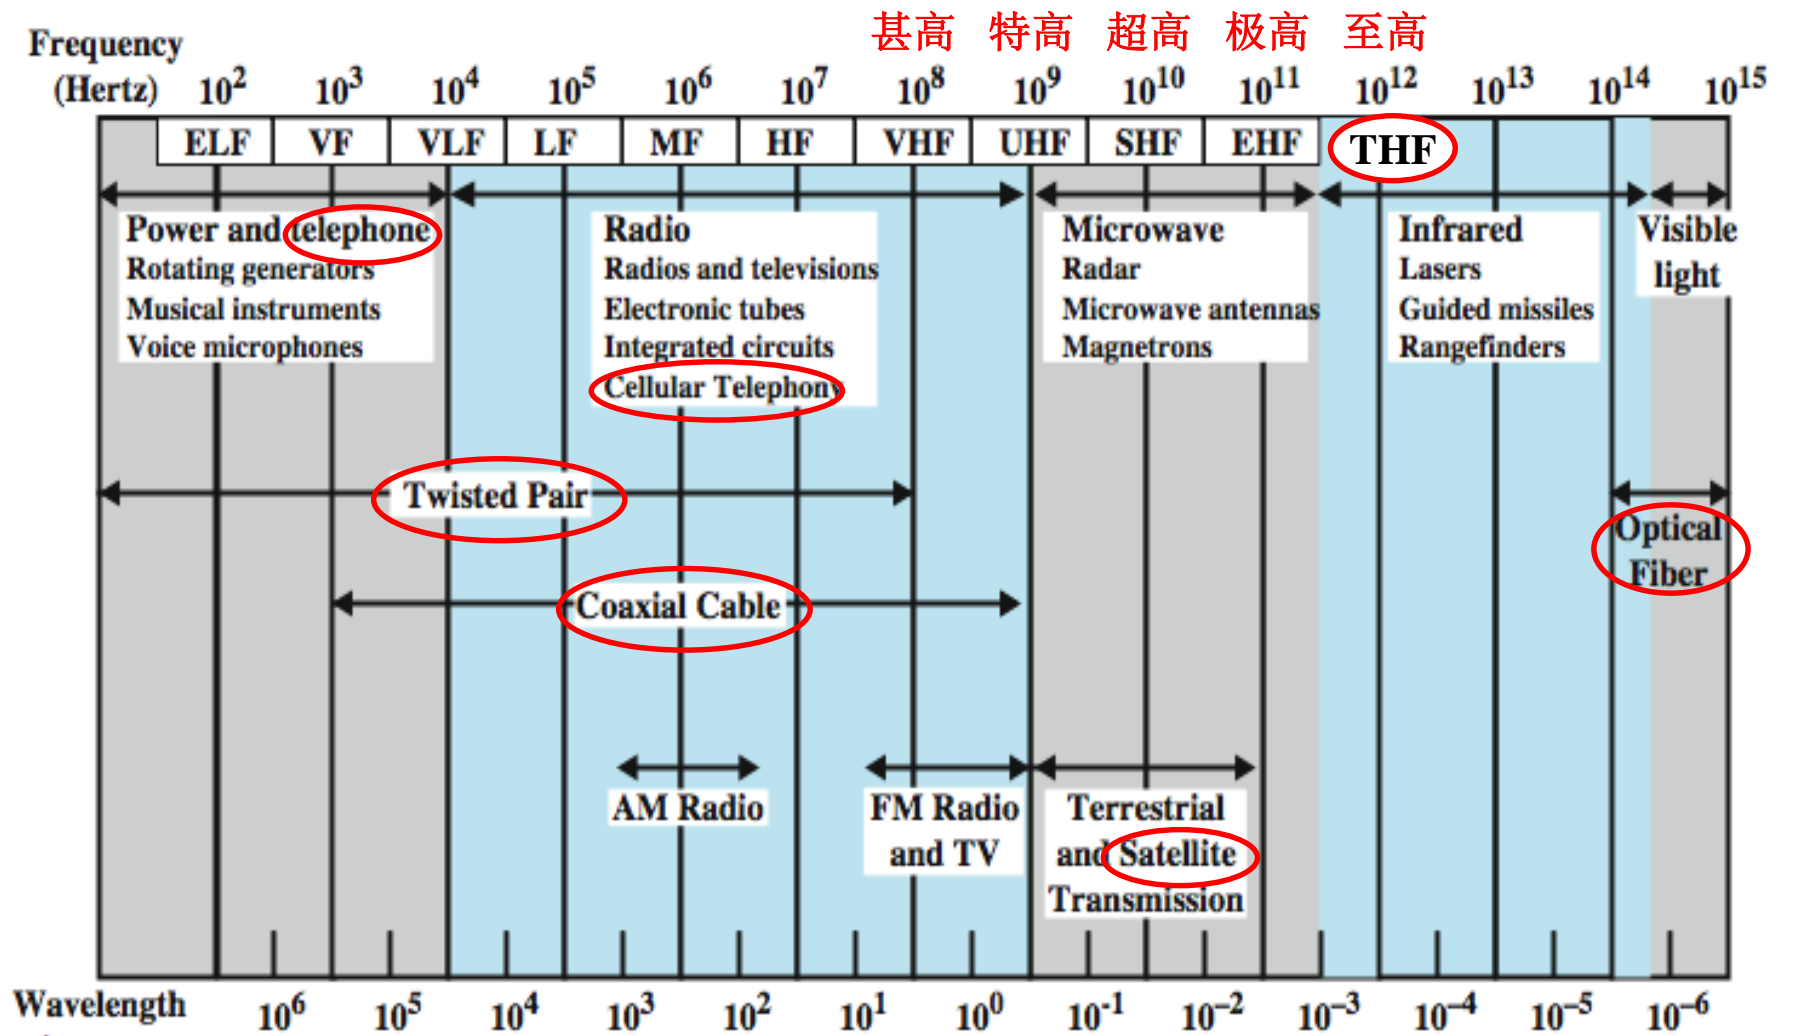 甚高 特高 超高 极高 至高
Frequency
(Hertz) 10² 10³ 10⁴ 10⁵ 10⁶ 10⁷ 10⁸ 10⁹ 10¹⁰ 10¹¹ 10¹² 10¹³ 10¹⁴ 10¹⁵
ELF VF VLF LF MF HF VHF UHF SHF EHF THF
Power and telephone
Rotating generators
Musical instruments
Voice microphones
Radio
Radios and televisions
Electronic tubes
Integrated circuits
Cellular Telephony
Microwave
Radar
Microwave antennas
Magnetrons
Infrared
Lasers
Guided missiles
Rangefinders
Visible
light
Twisted Pair
Optical
Fiber
Coaxial Cable
AM Radio
FM Radio
and TV
Terrestrial
and Satellite
Transmission
Wavelength 10⁶ 10⁵ 10⁴ 10³ 10² 10¹ 10⁰ 10⁻¹ 10⁻² 10⁻³ 10⁻⁴ 10⁻⁵ 10⁻⁶